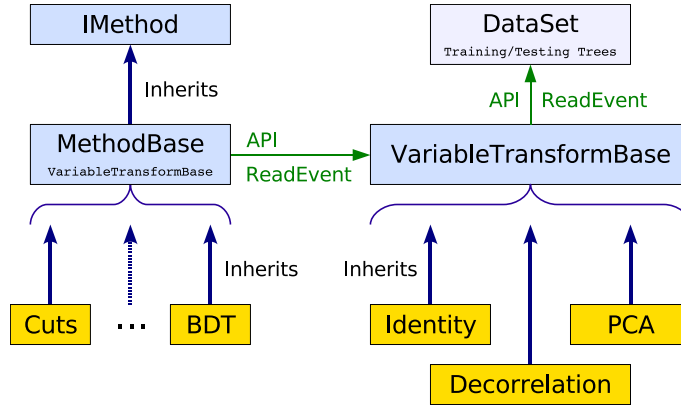 IMethod
DataSet
Training/Testing Trees
Inherits
API ReadEvent
MethodBase
VariableTransformBase
API
ReadEvent
VariableTransformBase
Inherits
Inherits
Cuts
...
BDT
Identity
PCA
Decorrelation